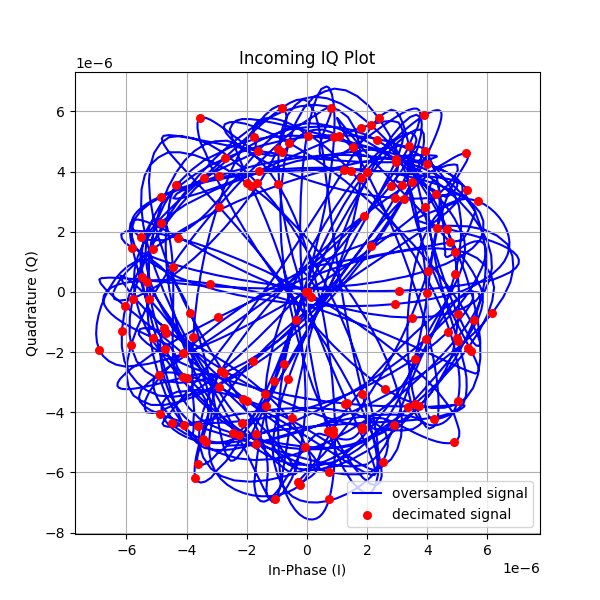 Incoming IQ Plot
1e−6
6
4
2
0
−2
−4
−6
−8
Quadrature (Q)
oversampled signal
decimated signal
−6 −4 −2 0 2 4 6
In-Phase (I)
1e−6